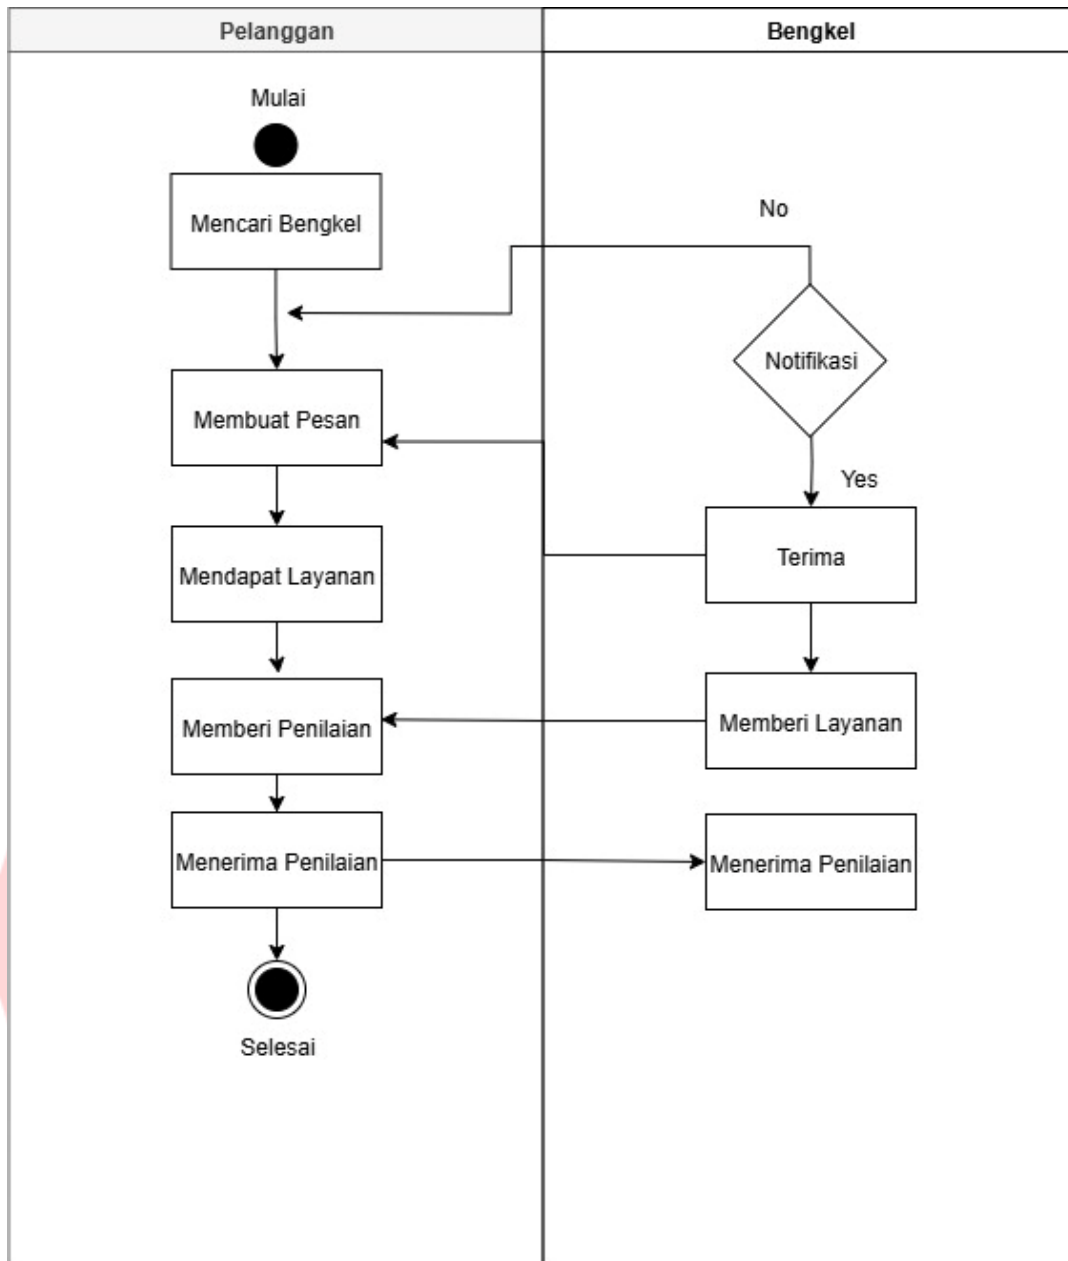 Pelanggan
Bengkel
Mulai
Mencari Bengkel
No
Notifikasi
Membuat Pesan
Yes
Terima
Mendapat Layanan
Memberi Penilaian
Memberi Layanan
Menerima Penilaian
Menerima Penilaian
Selesai